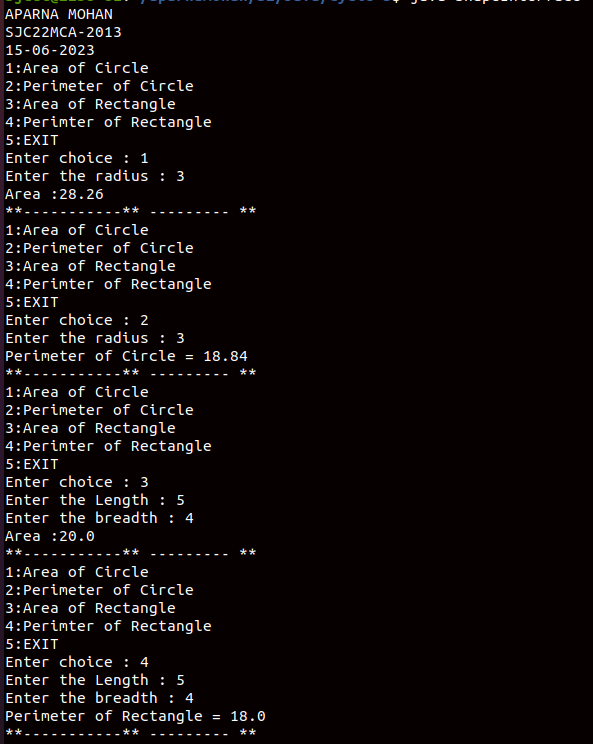 APARNA MOHAN
SJC22MCA-2013
15-06-2023
1:Area of Circle
2:Perimeter of Circle
3:Area of Rectangle
4:Perimter of Rectangle
5:EXIT
Enter choice : 1
Enter the radius : 3
Area :28.26
**-----------** --------- **
1:Area of Circle
2:Perimeter of Circle
3:Area of Rectangle
4:Perimter of Rectangle
5:EXIT
Enter choice : 2
Enter the radius : 3
Perimeter of Circle = 18.84
**-----------** --------- **
1:Area of Circle
2:Perimeter of Circle
3:Area of Rectangle
4:Perimter of Rectangle
5:EXIT
Enter choice : 3
Enter the Length : 5
Enter the breadth : 4
Area :20.0
**-----------** --------- **
1:Area of Circle
2:Perimeter of Circle
3:Area of Rectangle
4:Perimter of Rectangle
5:EXIT
Enter choice : 4
Enter the Length : 5
Enter the breadth : 4
Perimeter of Rectangle = 18.0
**-----------** --------- **